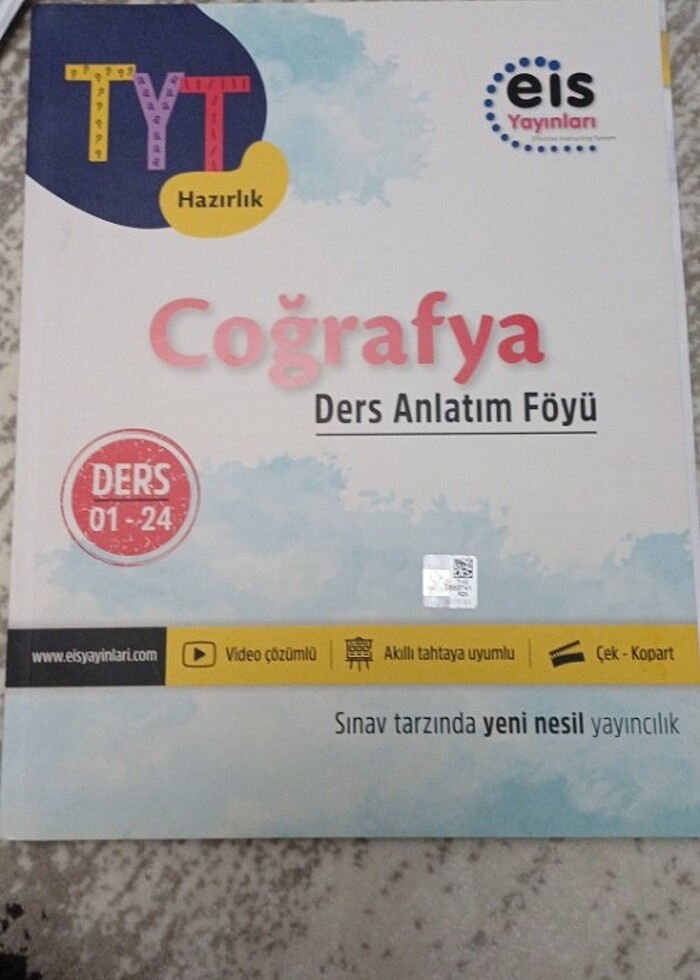 TYT
Hazırlık
eis
Yayınları
Coğrafya
Ders Anlatım Föyü
DERS
01 - 24
www.eisyayinlari.com
Video çözümlü
Akıllı tahtaya uyumlu
Çek - Kopart
Sınav tarzında yeni nesil yayıncılık